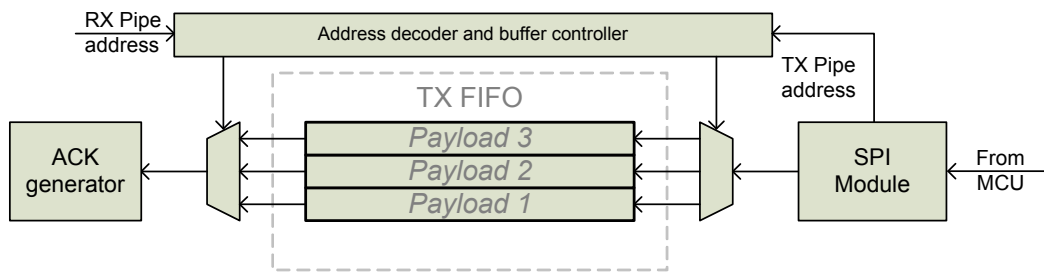 RX Pipe
address
Address decoder and buffer controller
TX Pipe
address
TX FIFO
ACK
generator
Payload 3
Payload 2
Payload 1
SPI
Module
From
MCU